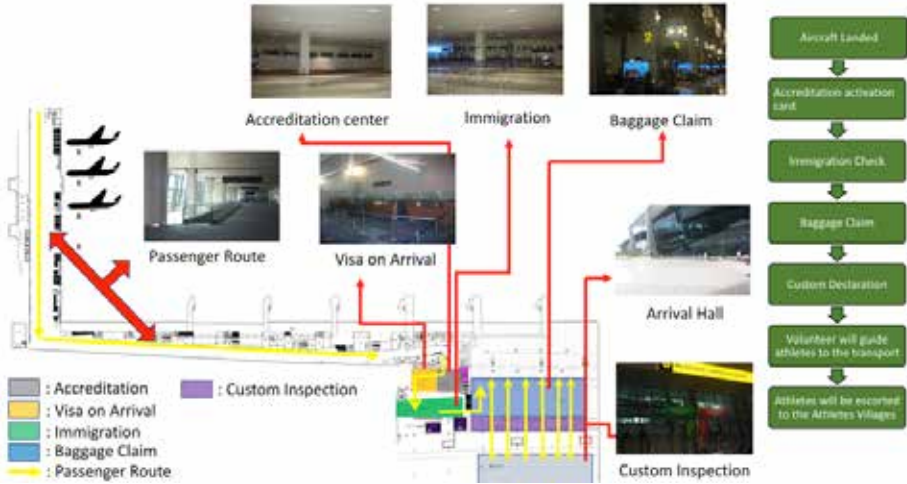 Accreditation center
Immigration
Baggage Claim
Passenger Route
Visa on Arrival
Arrival Hall
Custom Inspection
: Accreditation
: Visa on Arrival
: Immigration
: Baggage Claim
: Passenger Route
: Custom Inspection
Aircraft Landed
Accreditation activation
card
Immigration Check
Baggage Claim
Custom Declaration
Volunteer will guide
athletes to the transport
Athletes will be escorted
to the Athletes Villages